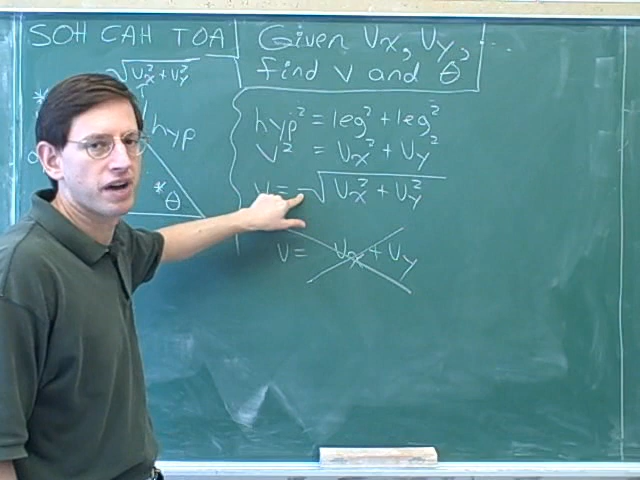 SOH CAH TOA
Given Vx, Vy, ...
find v and θ
√Vx² + Vy²
hyp
*θ
hyp² = leg² + leg²
v² = Vx² + Vy²
v = √Vx² + Vy²
v = Vx + Vy